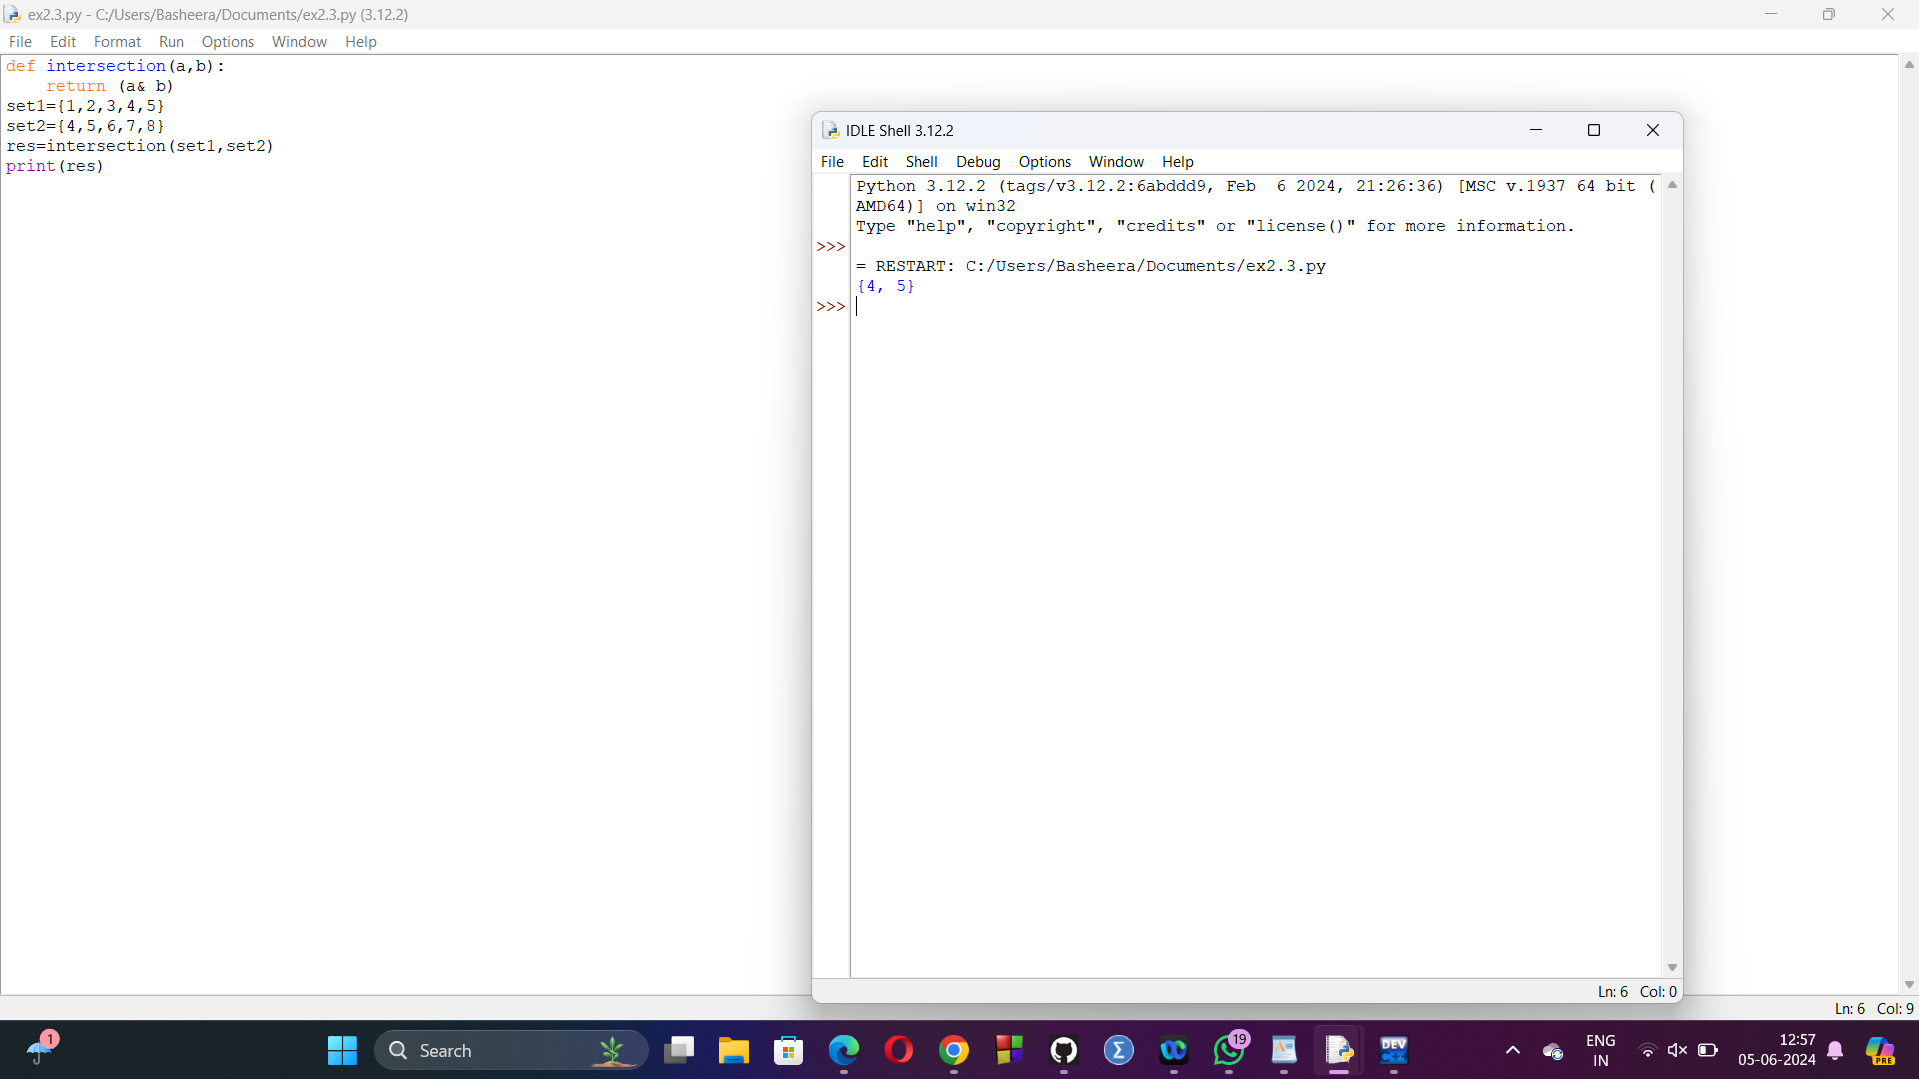 ex2.3.py - C:/Users/Basheera/Documents/ex2.3.py (3.12.2)
File Edit Format Run Options Window Help
def intersection(a,b):
    return (a& b)
set1={1,2,3,4,5}
set2={4,5,6,7,8}
res=intersection(set1,set2)
print(res)
IDLE Shell 3.12.2
File Edit Shell Debug Options Window Help
Python 3.12.2 (tags/v3.12.2:6abddd9, Feb  6 2024, 21:26:36) [MSC v.1937 64 bit (
AMD64)] on win32
Type "help", "copyright", "credits" or "license()" for more information.
>>>
= RESTART: C:/Users/Basheera/Documents/ex2.3.py
{4, 5}
>>>
Ln: 6 Col: 0
Ln: 6 Col: 9
1
Search
Σ
19
DEV
C++
ENG
IN
12:57
05-06-2024
PRE